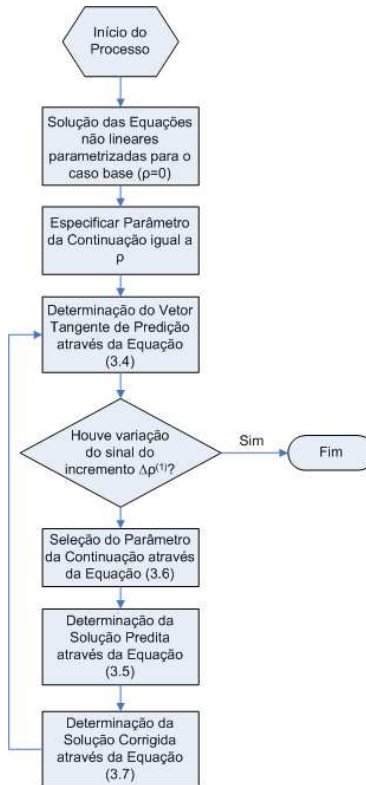 Início do
Processo
Solução das Equações
não lineares
parametrizadas para o
caso base (ρ=0)
Especificar Parâmetro
da Continuação igual a
ρ
Determinação do Vetor
Tangente de Predição
através da Equação
(3.4)
Houve variação
do sinal do
incremento Δρ⁽¹⁾?
Sim
Fim
Seleção do Parâmetro
da Continuação através
da Equação (3.6)
Determinação da
Solução Predita
através da Equação
(3.5)
Determinação da
Solução Corrigida
através da Equação
(3.7)